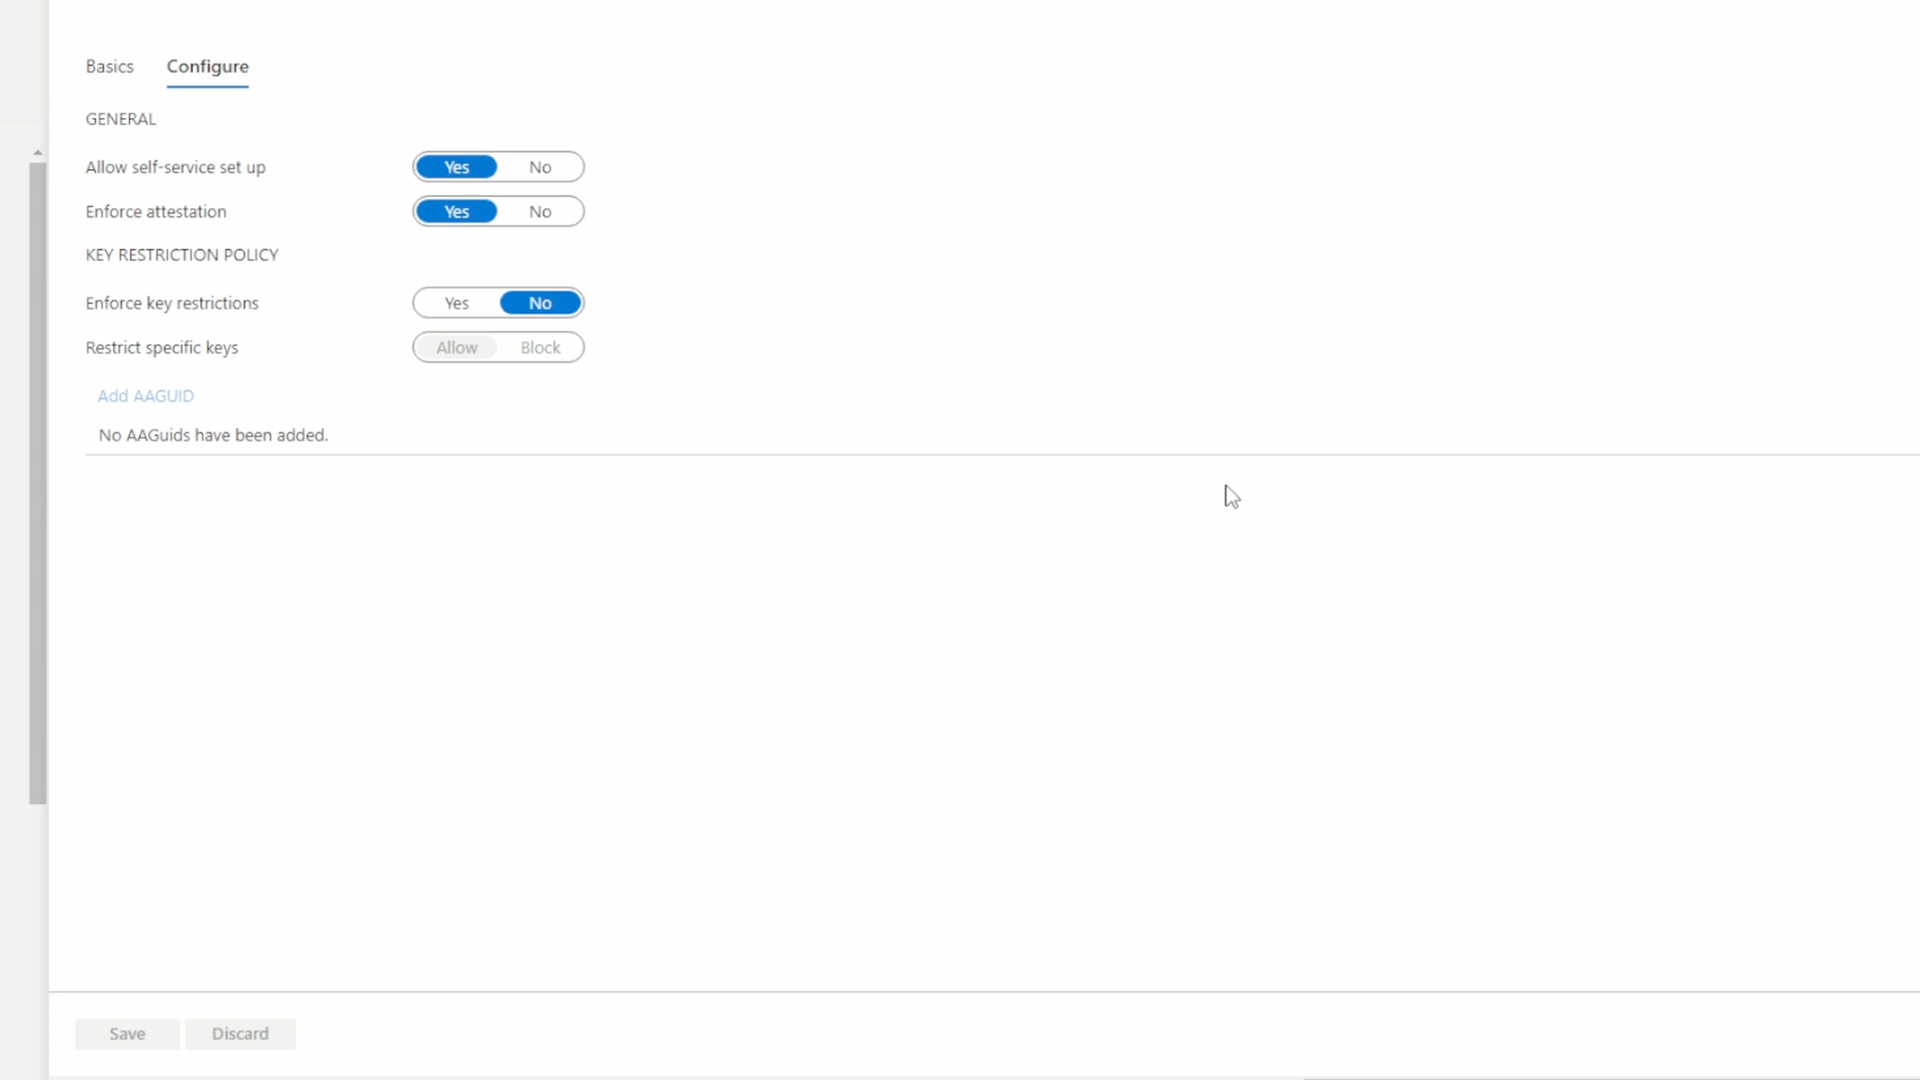 Basics Configure
GENERAL
Allow self-service set up Yes No
Enforce attestation Yes No
KEY RESTRICTION POLICY
Enforce key restrictions Yes No
Restrict specific keys Allow Block
Add AAGUID
No AAGuids have been added.
Save Discard